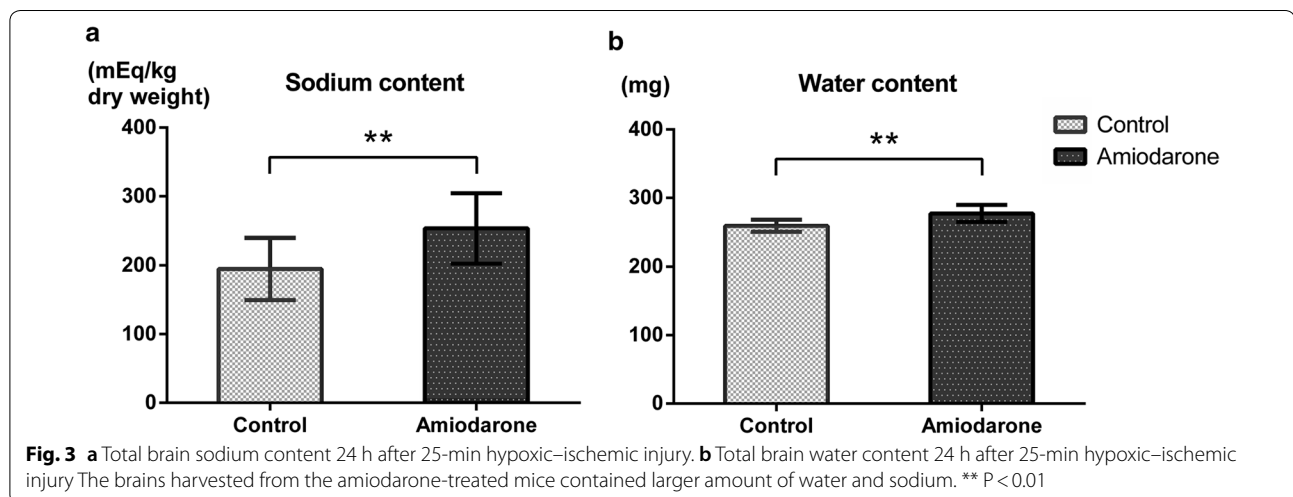 a
(mEq/kg
dry weight)
Sodium content
400
300
200
100
0
**
Control
Amiodarone
b
(mg)
Water content
400
300
200
100
0
**
Control
Amiodarone
Control
Amiodarone
Fig. 3 a Total brain sodium content 24 h after 25-min hypoxic–ischemic injury. b Total brain water content 24 h after 25-min hypoxic–ischemic
injury The brains harvested from the amiodarone-treated mice contained larger amount of water and sodium. ** P < 0.01